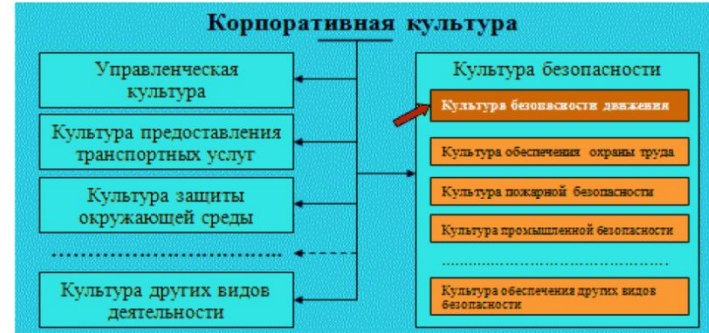 Корпоративная культура
Управленческая
культура
Культура предоставления
транспортных услуг
Культура защиты
окружающей среды
................................
Культура других видов
деятельности
Культура безопасности
Культура безопасности движения
Культура обеспечения охраны труда
Культура пожарной безопасности
Культура промышленной безопасности
................................
Культура обеспечения других видов
безопасности